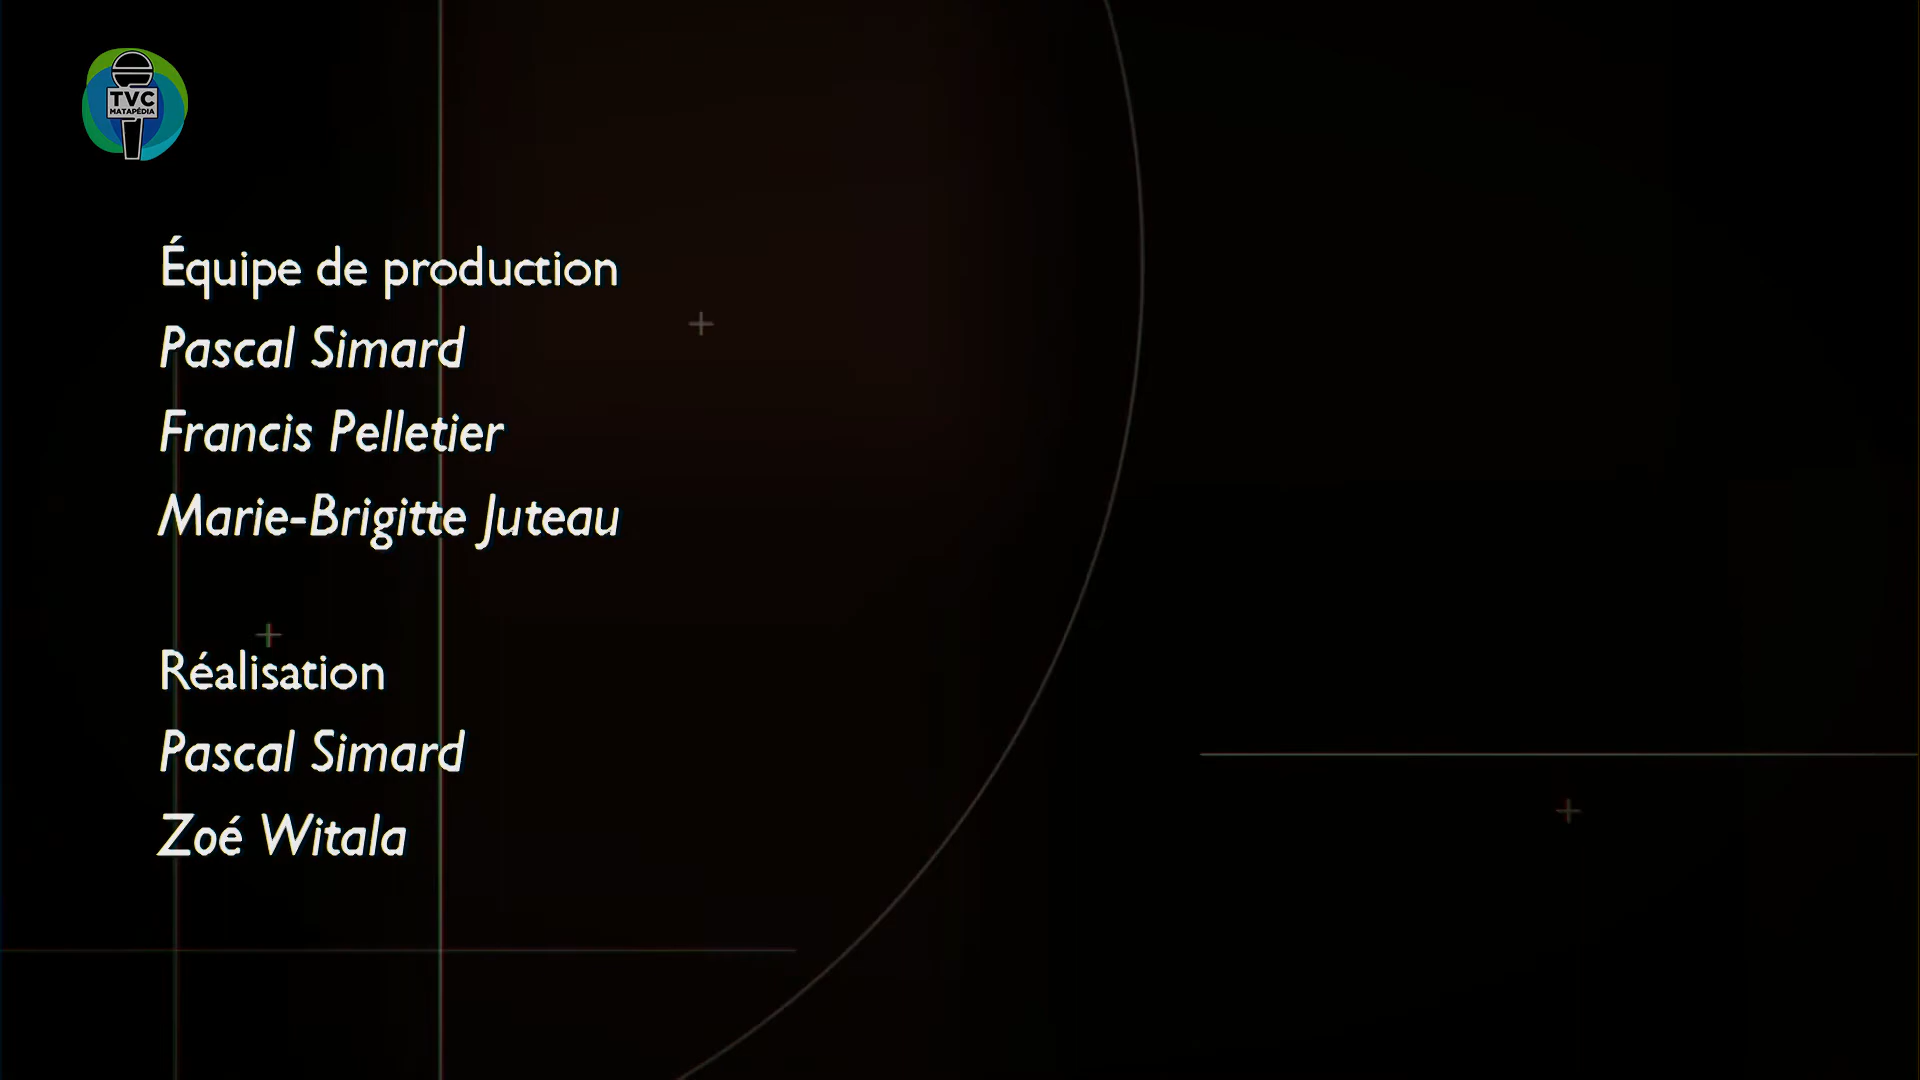 TVC
MATAPÉDIA
Équipe de production
Pascal Simard
Francis Pelletier
Marie-Brigitte Juteau
Réalisation
Pascal Simard
Zoé Witala